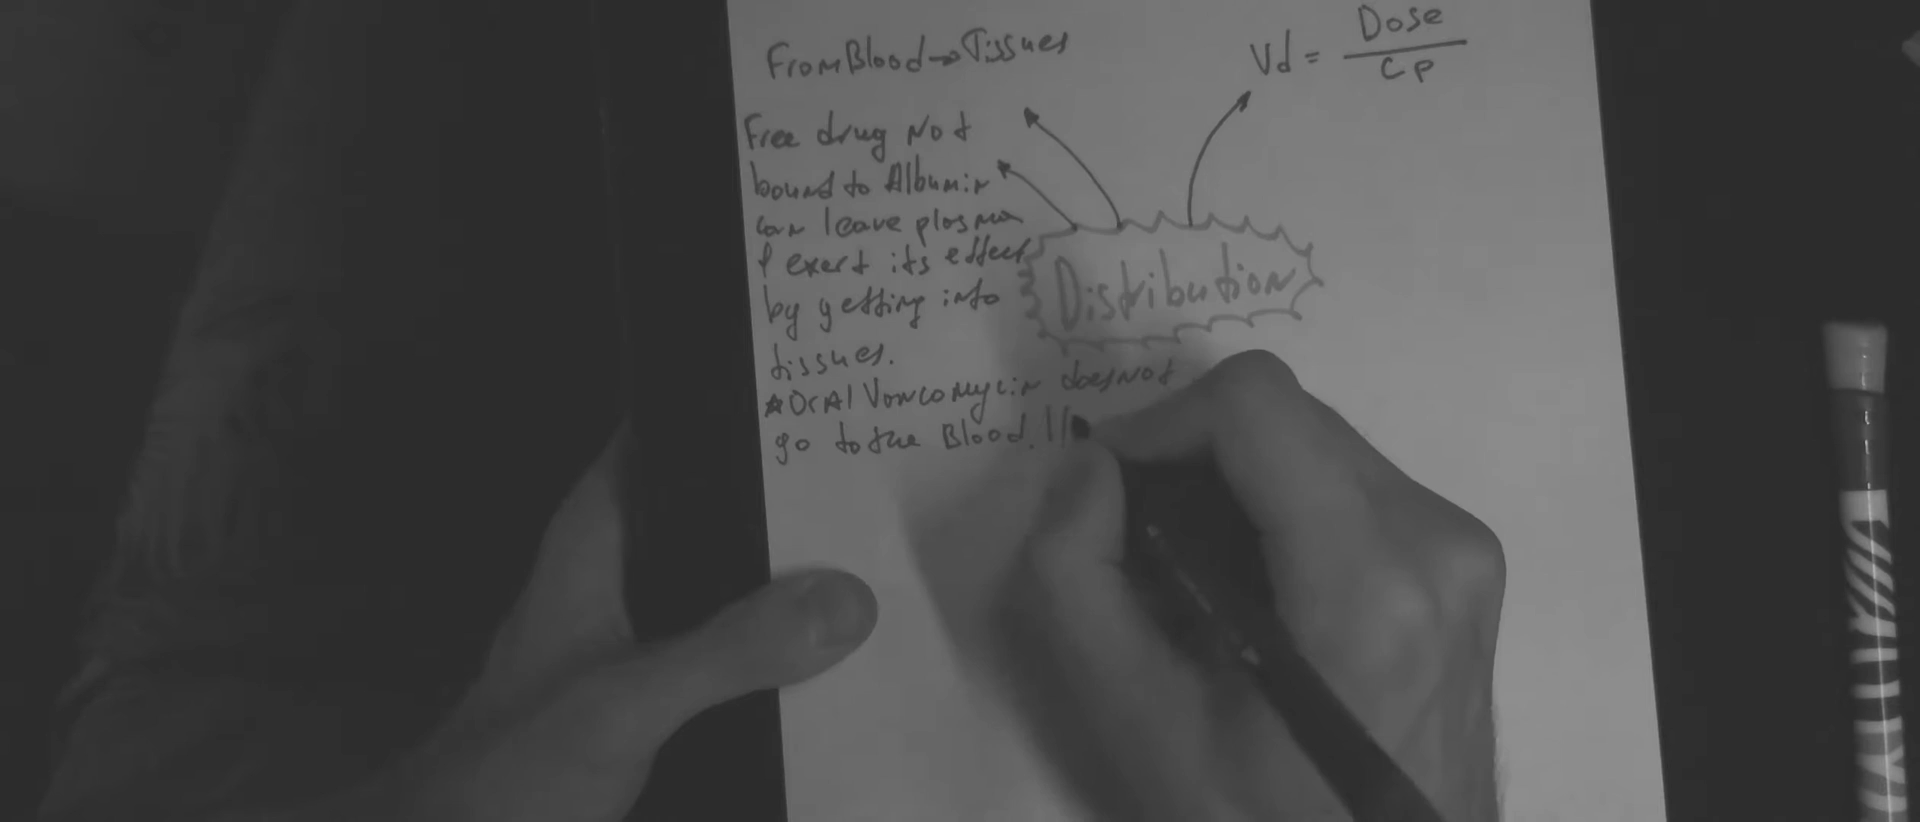 From Blood → Tissues
Vd = Dose / Cp
Free drug Not
bound to Albumin
can leave plasma
& exert its effect
by getting into
tissues.
★ Oral Vancomycin does Not
go to the Blood !!!
Distribution